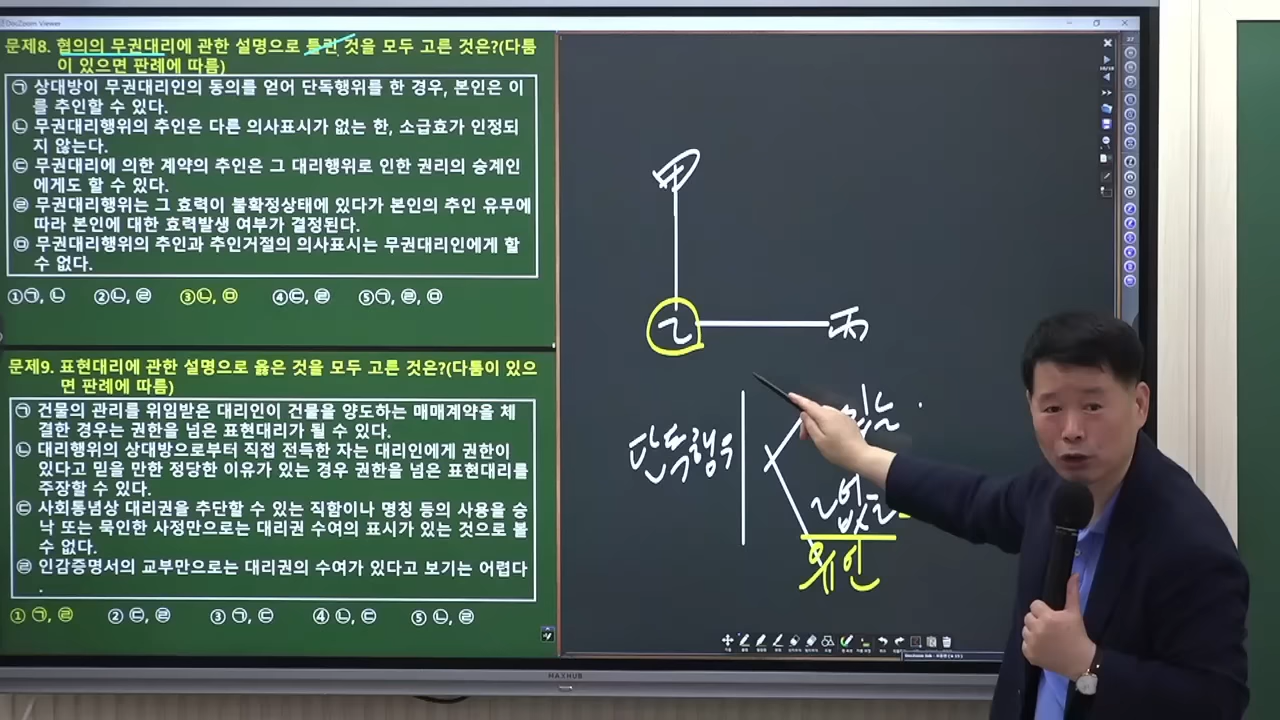 DocZoom Viewer
문제8. 협의의 무권대리에 관한 설명으로 틀린 것을 모두 고른 것은?(다툼
이 있으면 판례에 따름)
㉠ 상대방이 무권대리인의 동의를 얻어 단독행위를 한 경우, 본인은 이
를 추인할 수 있다.
㉡ 무권대리행위의 추인은 다른 의사표시가 없는 한, 소급효가 인정되
지 않는다.
㉢ 무권대리에 의한 계약의 추인은 그 대리행위로 인한 권리의 승계인
에게도 할 수 있다.
㉣ 무권대리행위는 그 효력이 불확정상태에 있다가 본인의 추인 유무에
따라 본인에 대한 효력발생 여부가 결정된다.
㉤ 무권대리행위의 추인과 추인거절의 의사표시는 무권대리인에게 할
수 없다.
①㉠, ㉡ ②㉡, ㉣ ③㉡, ㉤ ④㉢, ㉣ ⑤㉠, ㉣, ㉤
문제9. 표현대리에 관한 설명으로 옳은 것을 모두 고른 것은?(다툼이 있으
면 판례에 따름)
㉠ 건물의 관리를 위임받은 대리인이 건물을 양도하는 매매계약을 체
결한 경우는 권한을 넘은 표현대리가 될 수 있다.
㉡ 대리행위의 상대방으로부터 직접 전득한 자는 대리인에게 권한이
있다고 믿을 만한 정당한 이유가 있는 경우 권한을 넘은 표현대리를
주장할 수 있다.
㉢ 사회통념상 대리권을 추단할 수 있는 직함이나 명칭 등의 사용을 승
낙 또는 묵인한 사정만으로는 대리권 수여의 표시가 있는 것으로 볼
수 없다.
㉣ 인감증명서의 교부만으로는 대리권의 수여가 있다고 보기는 어렵다
.
① ㉠, ㉣ ② ㉢, ㉣ ③ ㉠, ㉢ ④ ㉡, ㉢ ⑤ ㉡, ㉣
甲
乙
丙
단독행위
있는
없는
MAXHUB